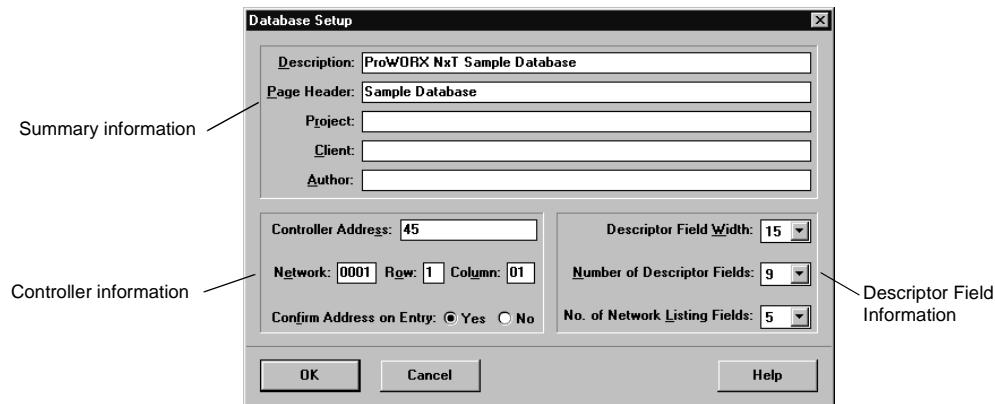 Database Setup
Description: ProWORX NxT Sample Database
Page Header: Sample Database
Project:
Client:
Author:
Summary information
Controller Address: 45
Network: 0001 Row: 1 Column: 01
Confirm Address on Entry: Yes No
Controller information
Descriptor Field Width: 15
Number of Descriptor Fields: 9
No. of Network Listing Fields: 5
Descriptor Field
Information
OK Cancel Help